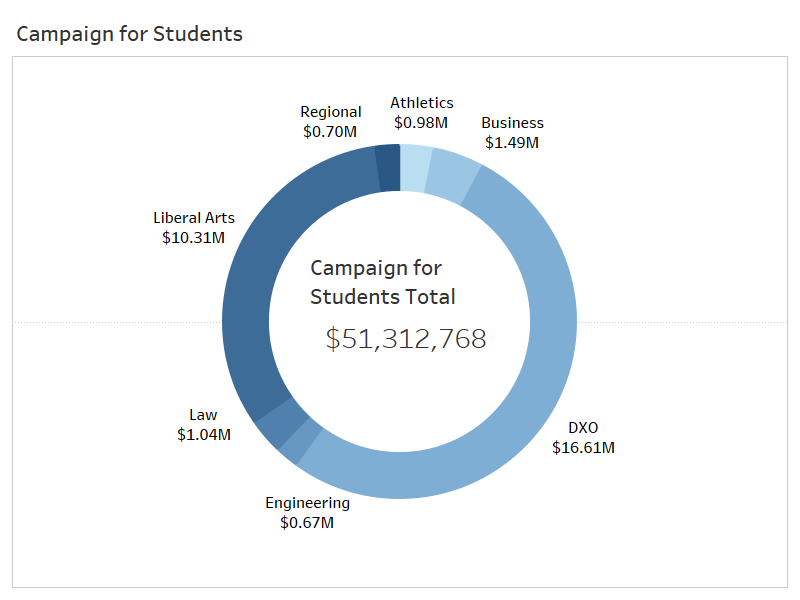 Campaign for Students
Athletics
$0.98M
Regional
$0.70M
Business
$1.49M
Liberal Arts
$10.31M
Campaign for
Students Total
$51,312,768
Law
$1.04M
DXO
$16.61M
Engineering
$0.67M